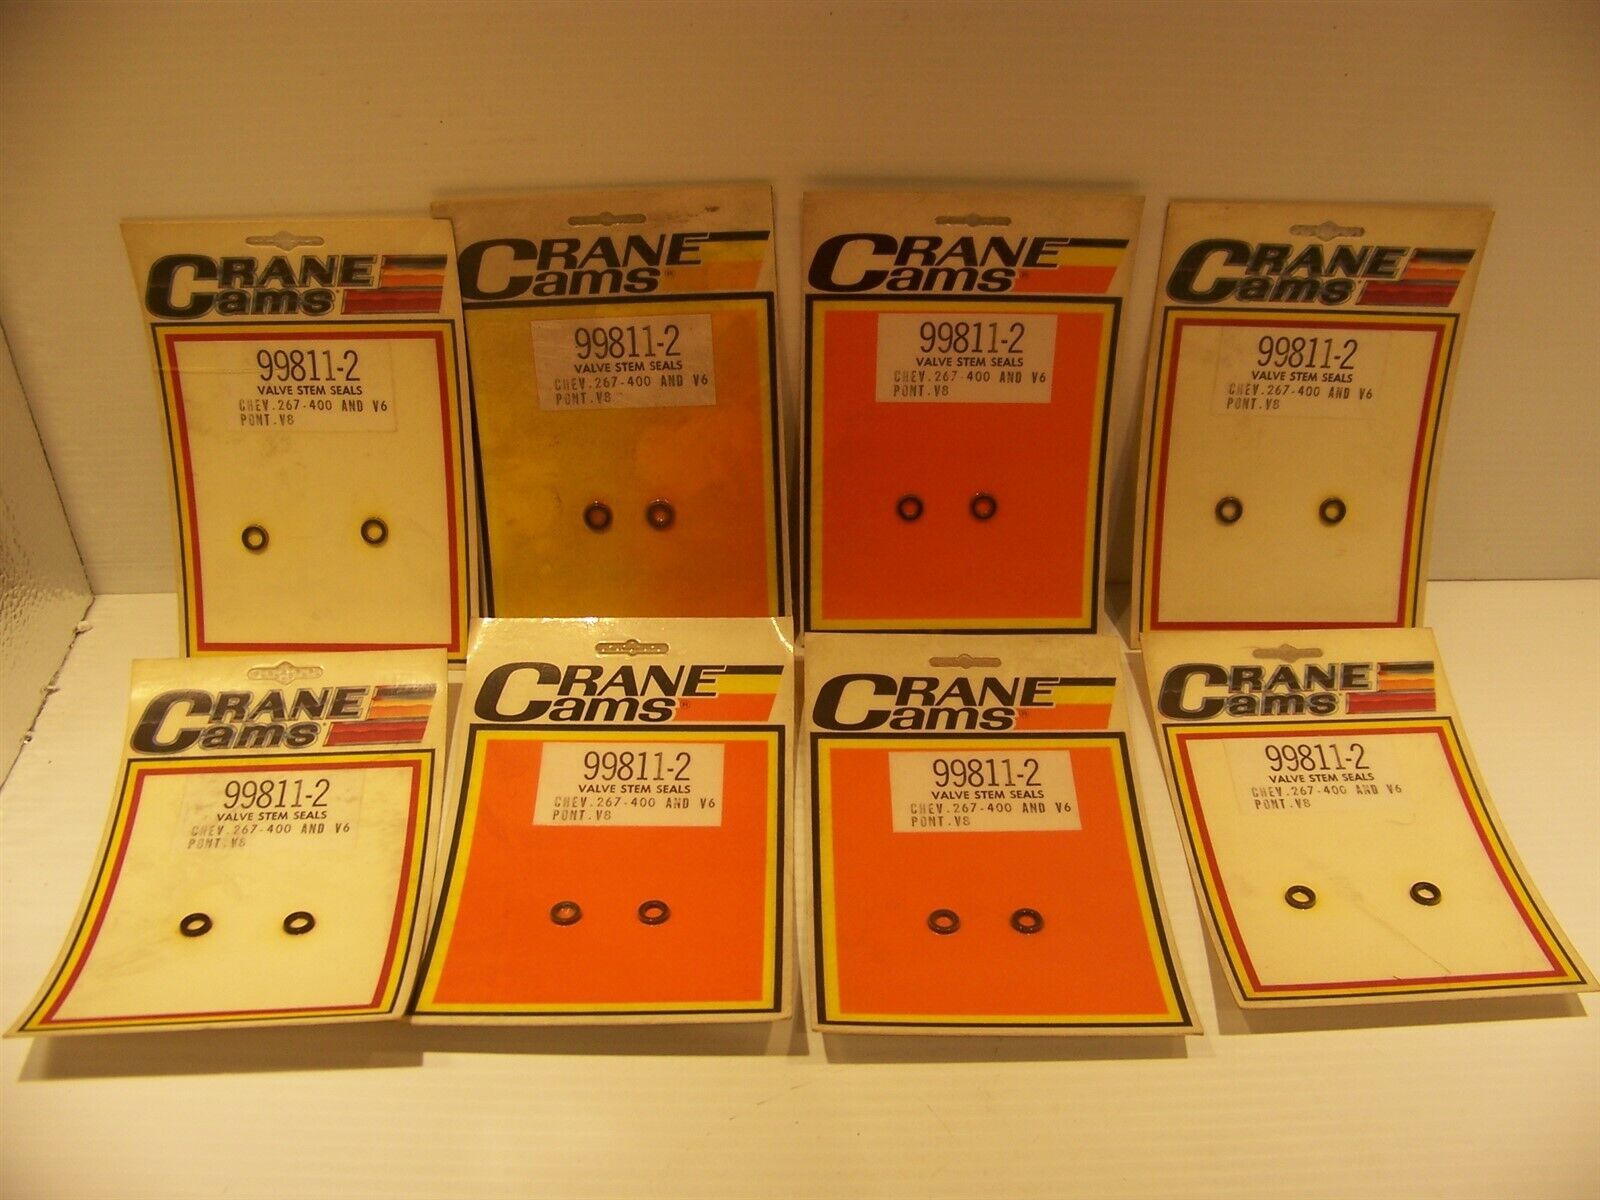 CRANE
Cams
99811-2
VALVE STEM SEALS
CHEV.267-400 AND V6
PONT.V8
CRANE
Cams®
99811-2
VALVE STEM SEALS
CHEV.267-400 AND V6
PONT.V8
CRANE
Cams®
99811-2
VALVE STEM SEALS
CHEV.267-400 AND V6
PONT.V8
CRANE
Cams
99811-2
VALVE STEM SEALS
CHEV.267-400 AND V6
PONT.V8
CRANE
Cams
99811-2
VALVE STEM SEALS
CHEV.267-400 AND V6
PONT.V8
CRANE
Cams®
99811-2
VALVE STEM SEALS
CHEV.267-400 AND V6
PONT.V8
CRANE
Cams®
99811-2
VALVE STEM SEALS
CHEV.267-400 AND V6
PONT.V8
CRANE
Cams
99811-2
VALVE STEM SEALS
CHEV.267-400 AND V6
PONT.V8